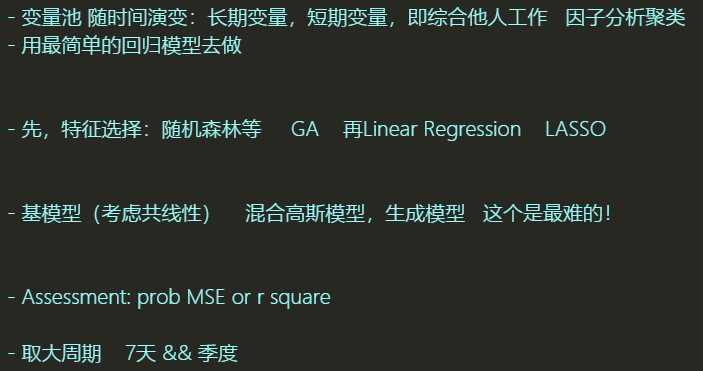 - 变量池 随时间演变：长期变量，短期变量，即综合他人工作 因子分析聚类
- 用最简单的回归模型去做
- 先，特征选择：随机森林等 GA 再Linear Regression LASSO
- 基模型（考虑共线性） 混合高斯模型，生成模型 这个是最难的！
- Assessment: prob MSE or r square
- 取大周期 7天 && 季度